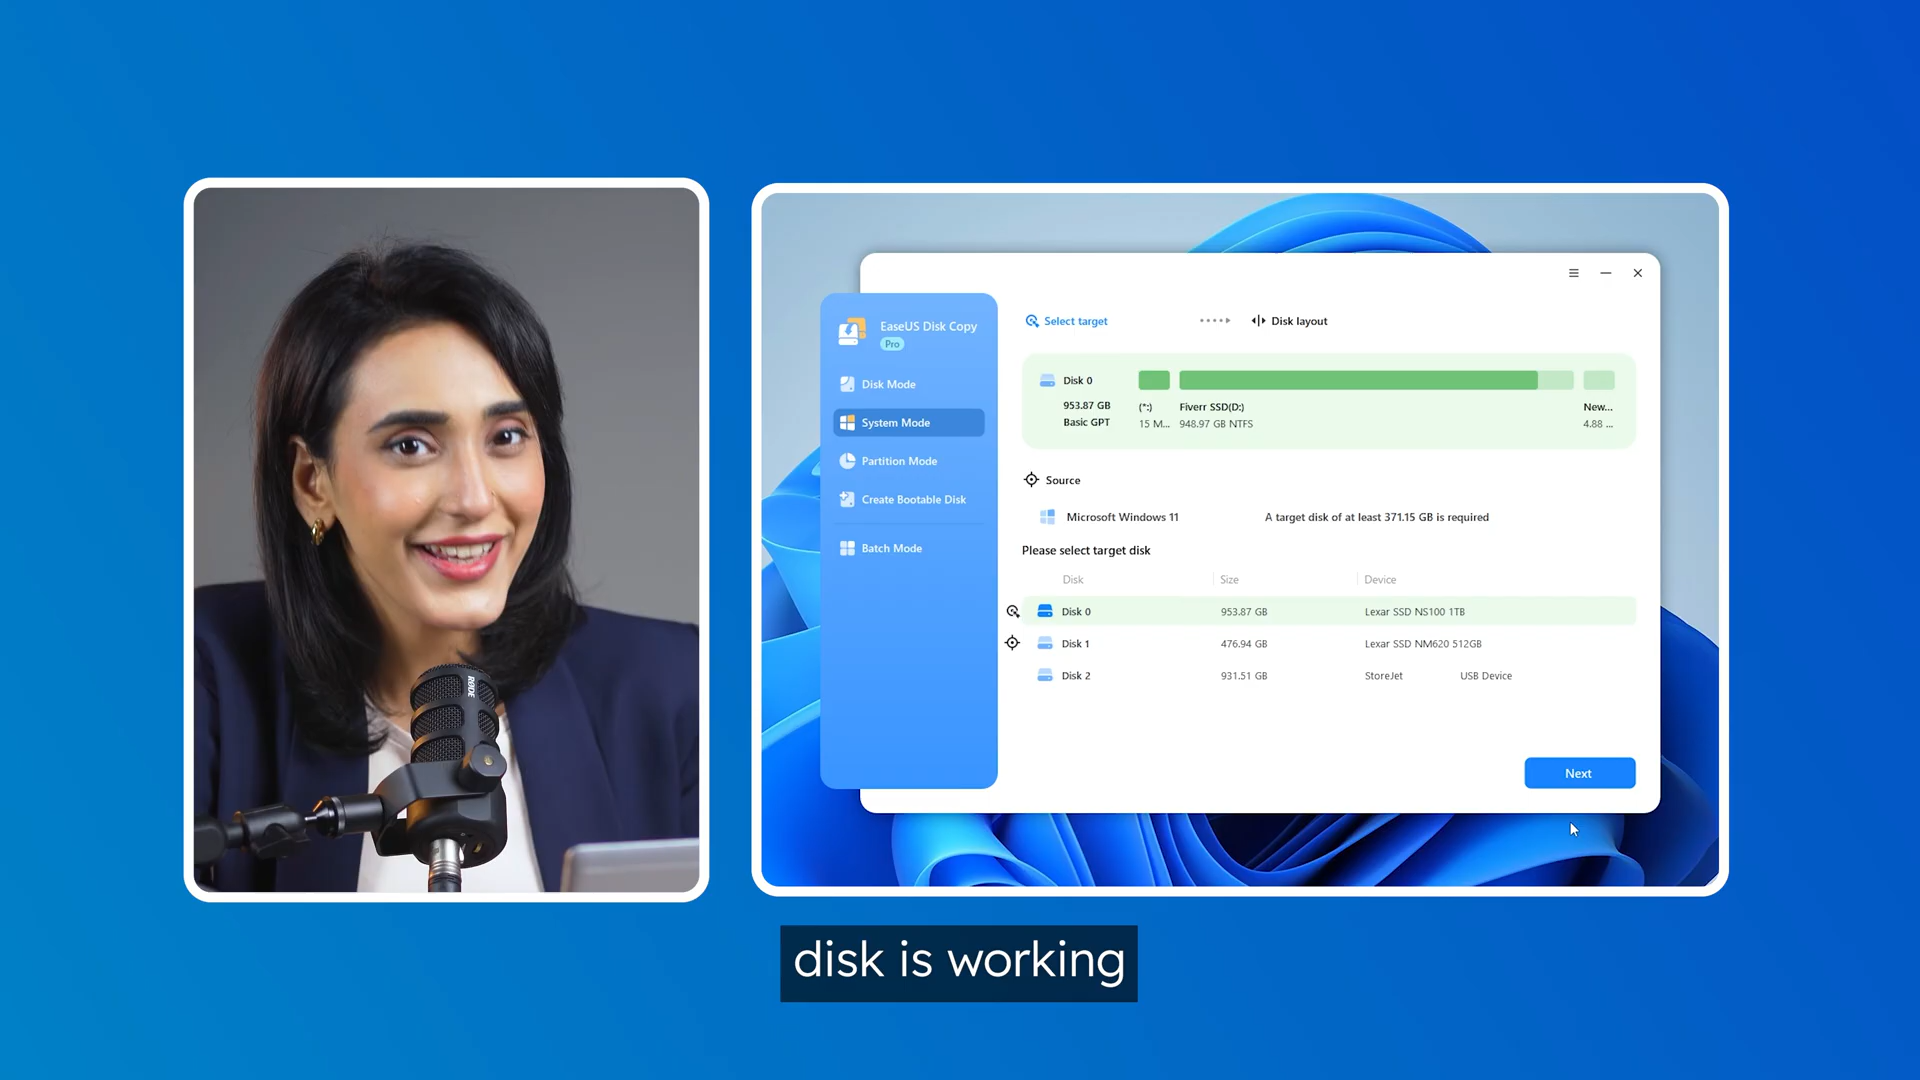 RØDE
EaseUS Disk Copy
Pro
Disk Mode
System Mode
Partition Mode
Create Bootable Disk
Batch Mode
Select target
Disk layout
Disk 0
953.87 GB
Basic GPT
(*:)
15 M...
Fiverr SSD(D:)
948.97 GB NTFS
New...
4.88 ...
Source
Microsoft Windows 11 A target disk of at least 371.15 GB is required
Please select target disk
Disk Size Device
Disk 0 953.87 GB Lexar SSD NS100 1TB
Disk 1 476.94 GB Lexar SSD NM620 512GB
Disk 2 931.51 GB StoreJet USB Device
Next
disk is working